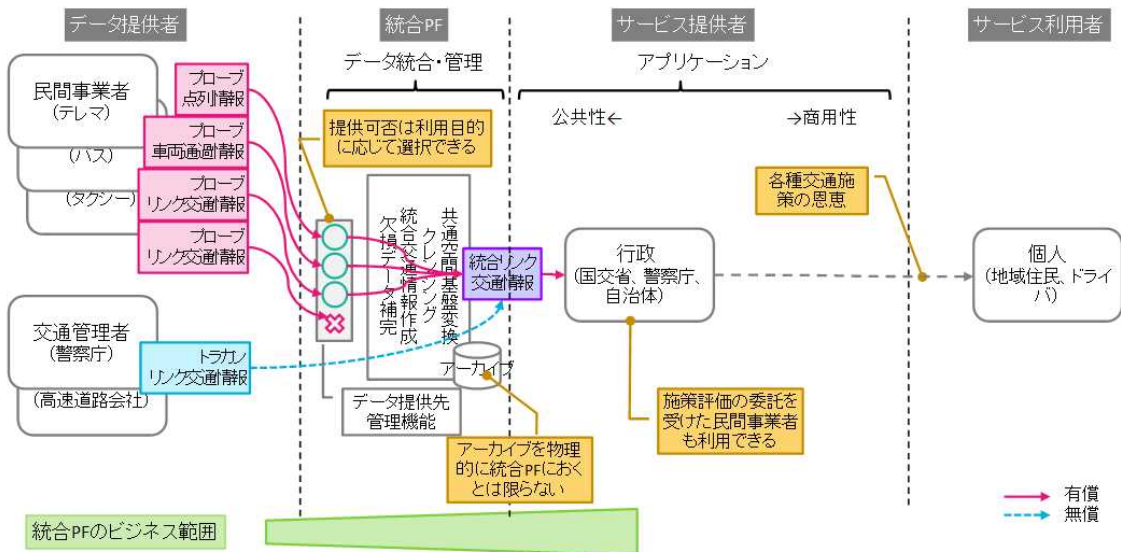 データ提供者
統合PF
サービス提供者
サービス利用者
民間事業者
(テレマ)
(バス)
(タクシー)
プローブ
点列情報
プローブ
車両通過情報
プローブ
リンク交通情報
プローブ
リンク交通情報
交通管理者
(警察庁)
(高速道路会社)
トラカン
リンク交通情報
データ統合・管理
提供可否は利用目的
に応じて選択できる
共通空間基盤変換
クレンジング
統合交通情報作成
欠損データ補完
統合リンク
交通情報
アーカイブ
データ提供先
管理機能
アーカイブを物理
的に統合PFにおく
とは限らない
アプリケーション
公共性←
→商用性
行政
(国交省、警察庁、
自治体)
施策評価の委託を
受けた民間事業者
も利用できる
各種交通施
策の恩恵
個人
(地域住民、ドライ
バ)
有償
無償
統合PFのビジネス範囲